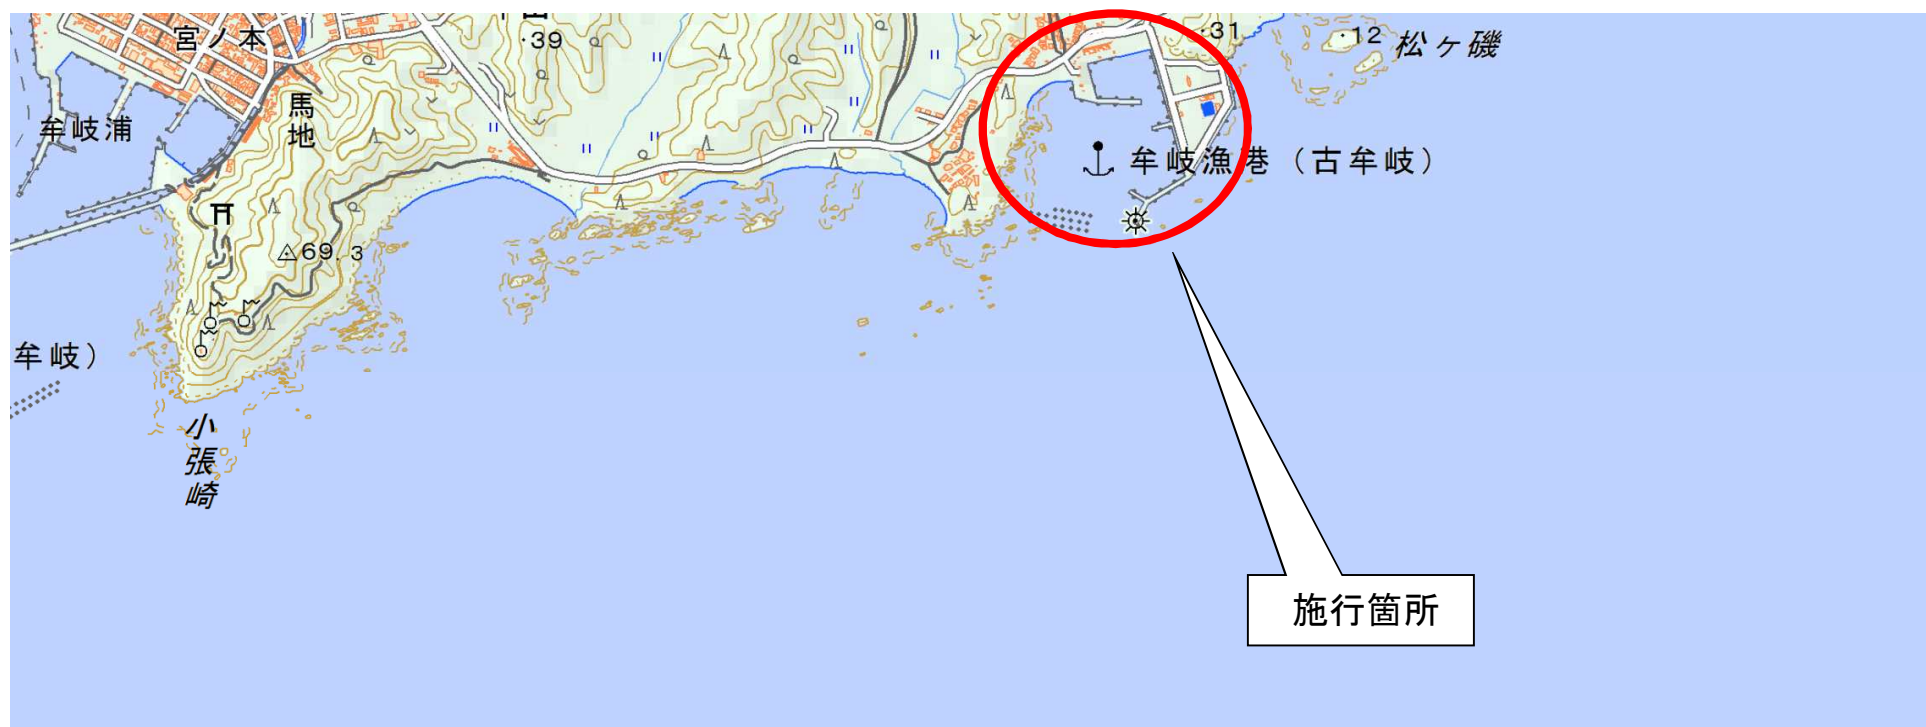 宮ノ本
・39
・31
・12
松ヶ磯
馬地
牟岐浦
牟岐漁港（古牟岐）
69.3
牟岐）
小張崎
施行箇所